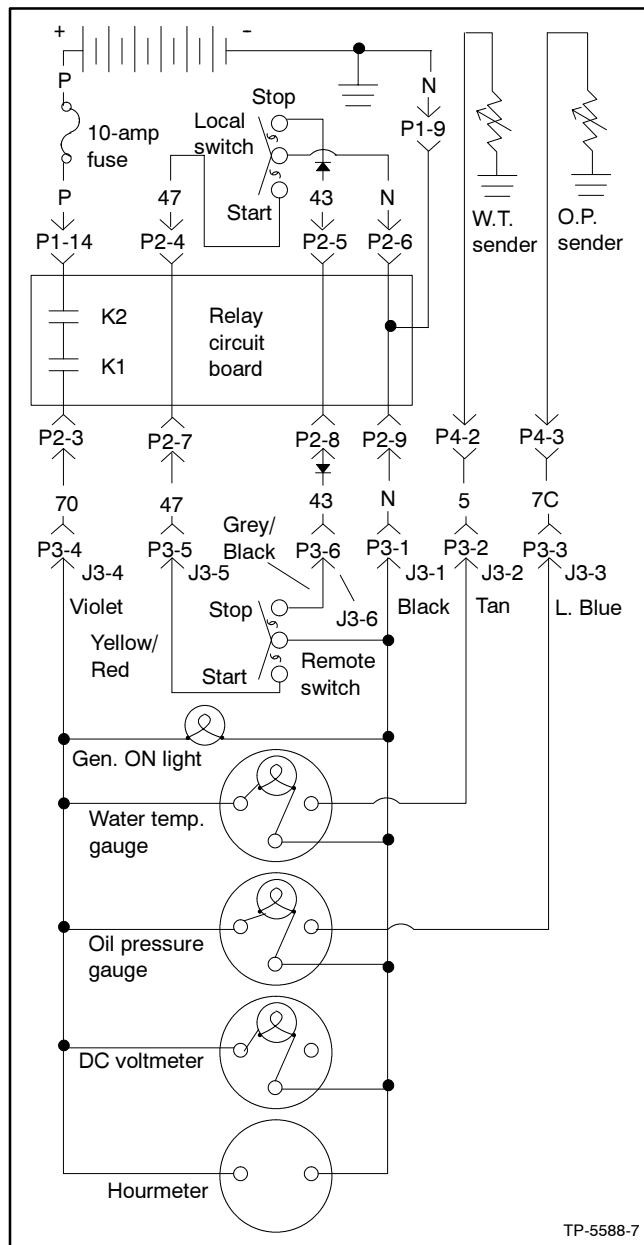 + -
P
N
Stop
10-amp
fuse
Local
switch
P1-9
P
47
Start
43
N
W.T.
sender
O.P.
sender
P1-14
P2-4
P2-5
P2-6
K2
K1
Relay
circuit
board
P2-3
P2-7
P2-8
P2-9
P4-2
P4-3
70
47
43
N
5
7C
Grey/
Black
P3-4
P3-5
P3-6
P3-1
P3-2
P3-3
J3-4
J3-5
J3-6
J3-1
J3-2
J3-3
Violet
Yellow/
Red
Stop
Start
Remote
switch
Black
Tan
L. Blue
Gen. ON light
Water temp.
gauge
Oil pressure
gauge
DC voltmeter
Hourmeter
TP-5588-7